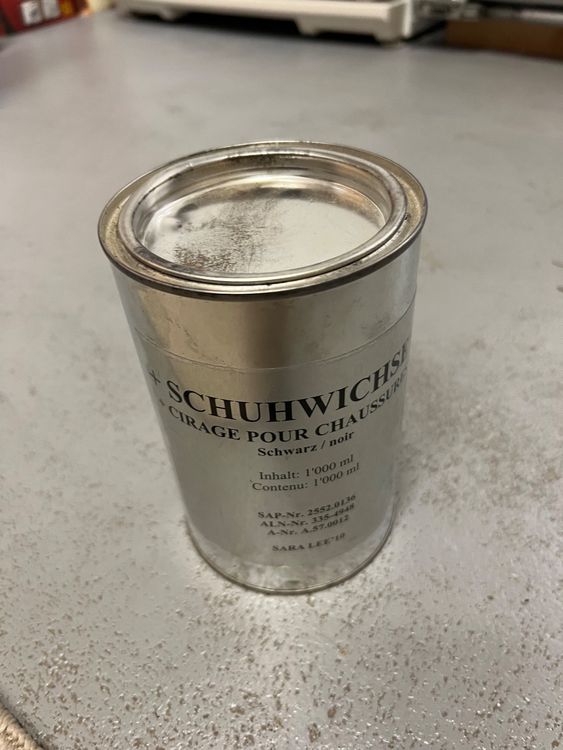 + SCHUHWICHSE
CIRAGE POUR CHAUSSURE
Schwarz / noir
Inhalt: 1'000 ml
Contenu: 1'000 ml
SAP-Nr. 2552.0136
ALN-Nr. 335-4948
A-Nr. A.57.0012
SARA LEE'10